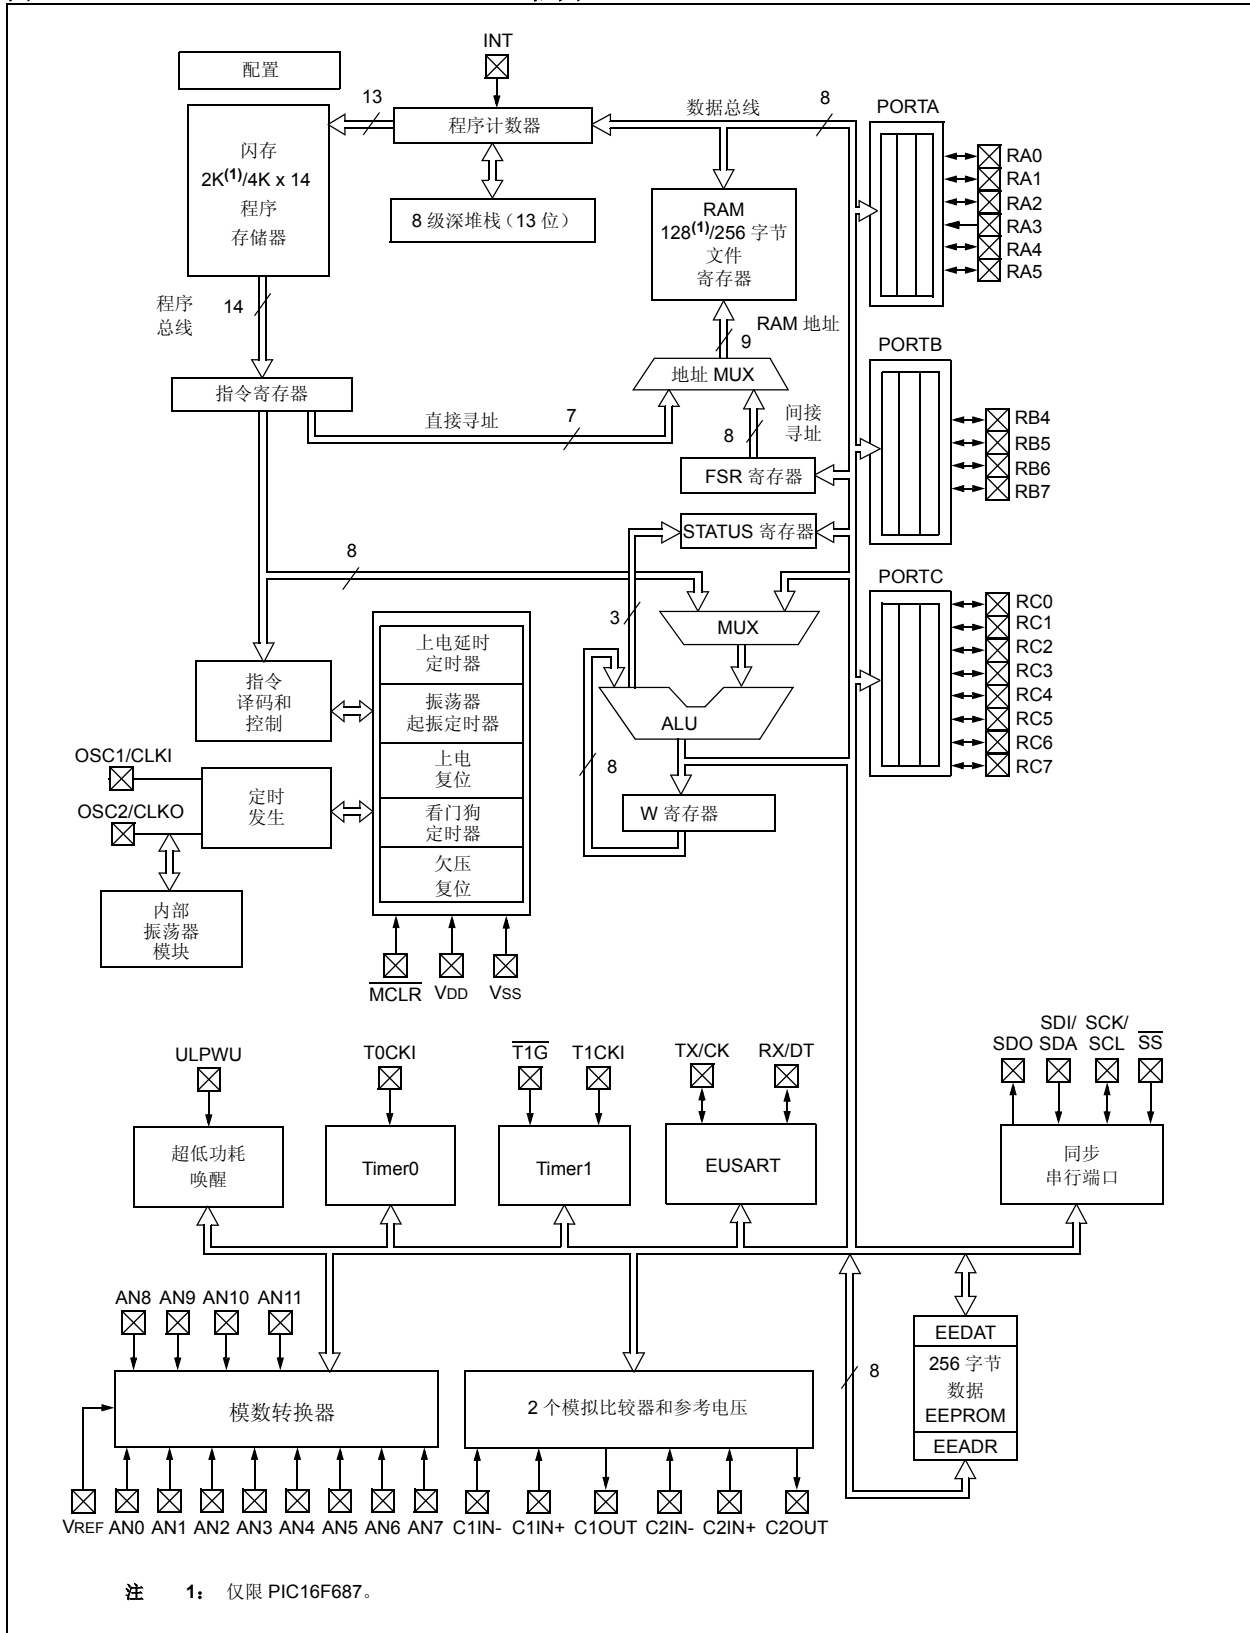 INT
配置
13
程序计数器
数据总线
8
PORTA
闪存
2K(1)/4K x 14
程序
存储器
8 级深堆栈（13 位）
RAM
128(1)/256 字节
文件
寄存器
RA0
RA1
RA2
RA3
RA4
RA5
程序
总线
14
RAM 地址
9
PORTB
指令寄存器
地址 MUX
直接寻址
7
8
间接
寻址
FSR 寄存器
RB4
RB5
RB6
RB7
STATUS 寄存器
8
PORTC
3
MUX
RC0
RC1
RC2
RC3
RC4
RC5
RC6
RC7
上电延时
定时器
指令
译码和
控制
振荡器
起振定时器
ALU
OSC1/CLKI
上电
复位
8
OSC2/CLKO
定时
发生
看门狗
定时器
W 寄存器
欠压
复位
内部
振荡器
模块
MCLR
VDD
VSS
ULPWU
T0CKI
T1G
T1CKI
TX/CK
RX/DT
SDO
SDI/
SDA
SCK/
SCL
SS
超低功耗
唤醒
Timer0
Timer1
EUSART
同步
串行端口
AN8
AN9
AN10
AN11
8
EEDAT
256 字节
数据
EEPROM
EEADR
模数转换器
2 个模拟比较器和参考电压
VREF
AN0
AN1
AN2
AN3
AN4
AN5
AN6
AN7
C1IN-
C1IN+
C1OUT
C2IN-
C2IN+
C2OUT
注 1： 仅限 PIC16F687。